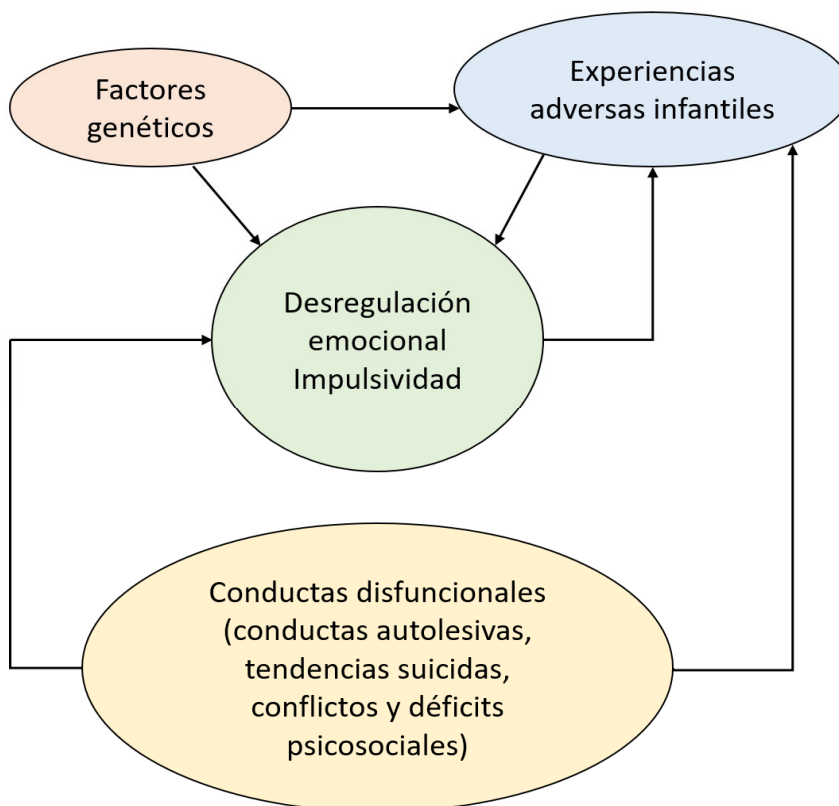 Factores
genéticos
Experiencias
adversas infantiles
Desregulación
emocional
Impulsividad
Conductas disfuncionales
(conductas autolesivas,
tendencias suicidas,
conflictos y déficits
psicosociales)